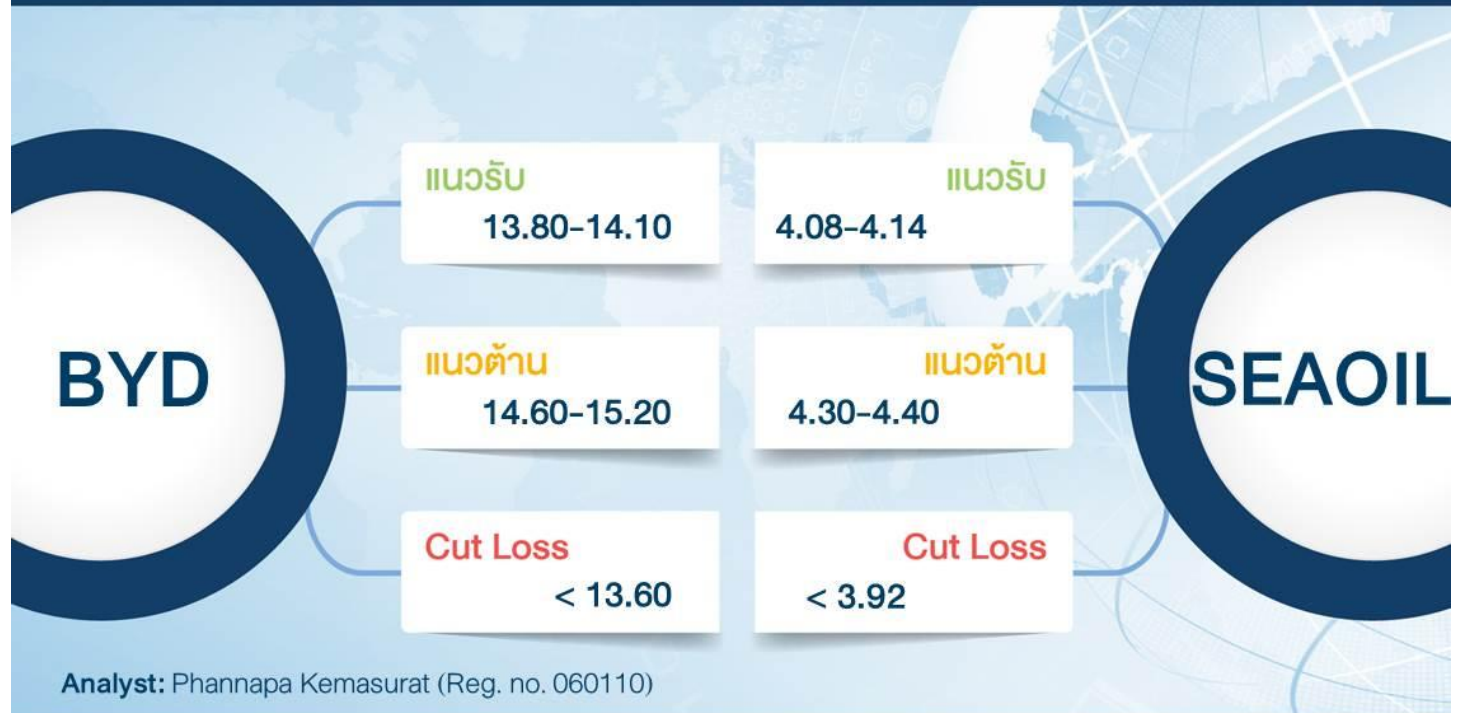 BYD
แนวรับ
13.80-14.10
แนวต้าน
14.60-15.20
Cut Loss
< 13.60
แนวรับ
4.08-4.14
แนวต้าน
4.30-4.40
Cut Loss
< 3.92
SEAOIL
Analyst: Phannapa Kemasurat (Reg. no. 060110)